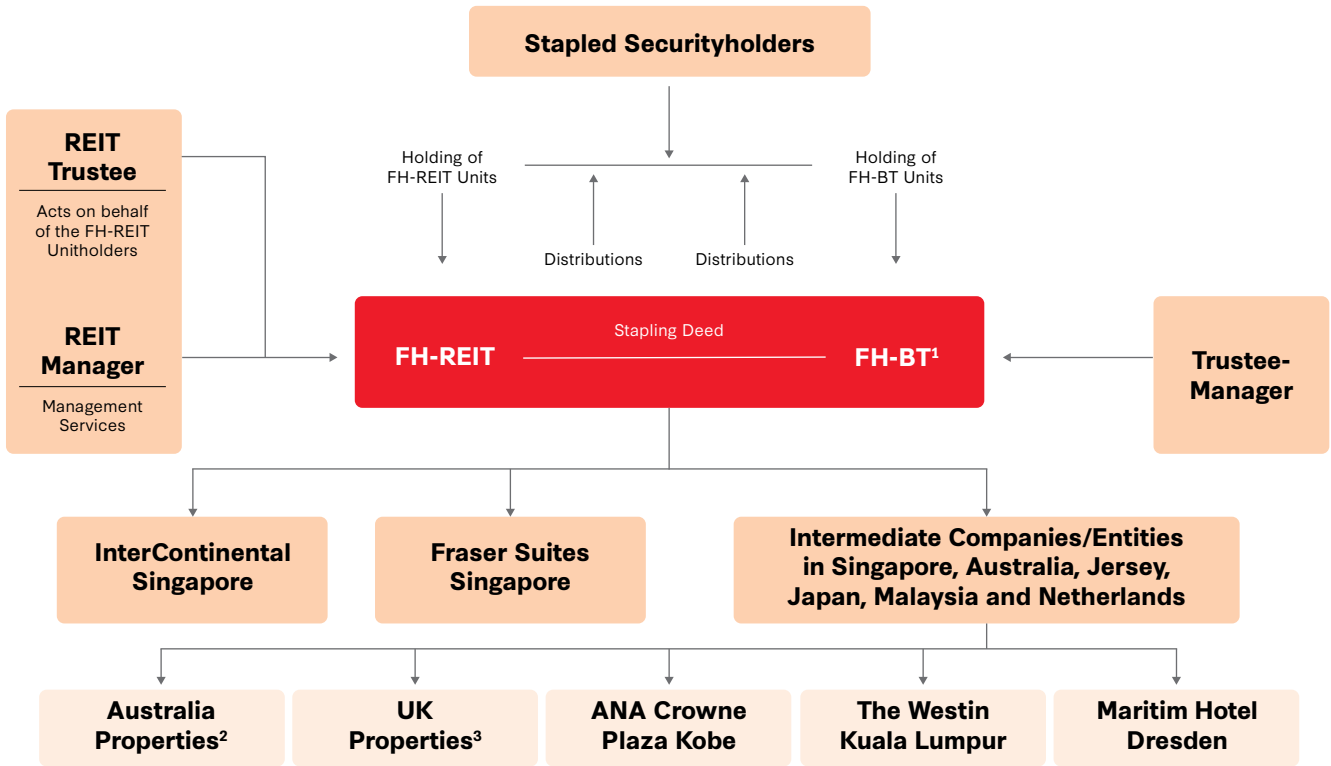 Stapled Securityholders
REIT
Trustee
Acts on behalf
of the FH-REIT
Unitholders
REIT
Manager
Management
Services
Holding of
FH-REIT Units
Holding of
FH-BT Units
Distributions
Distributions
Stapling Deed
FH-REIT
FH-BT¹
Trustee-
Manager
InterContinental
Singapore
Fraser Suites
Singapore
Intermediate Companies/Entities
in Singapore, Australia, Jersey,
Japan, Malaysia and Netherlands
Australia
Properties²
UK
Properties³
ANA Crowne
Plaza Kobe
The Westin
Kuala Lumpur
Maritim Hotel
Dresden